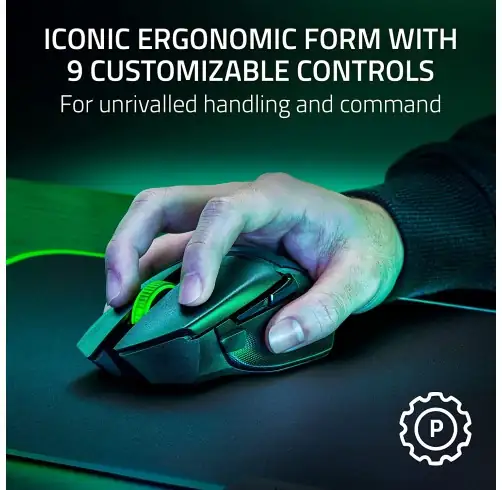 ICONIC ERGONOMIC FORM WITH
9 CUSTOMIZABLE CONTROLS
For unrivalled handling and command
P